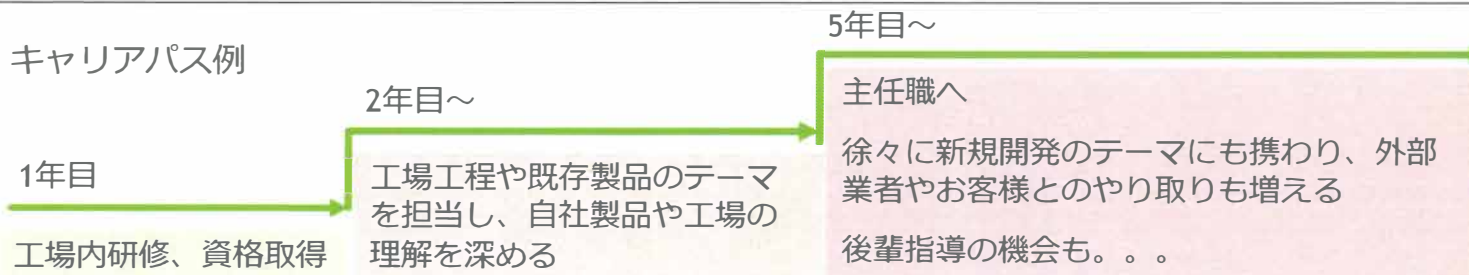 キャリアパス例
1年目
工場内研修、資格取得
2年目～
工場工程や既存製品のテーマ
を担当し、自社製品や工場の
理解を深める
5年目～
主任職へ
徐々に新規開発のテーマにも携わり、外部
業者やお客様とのやり取りも増える
後輩指導の機会も。。。